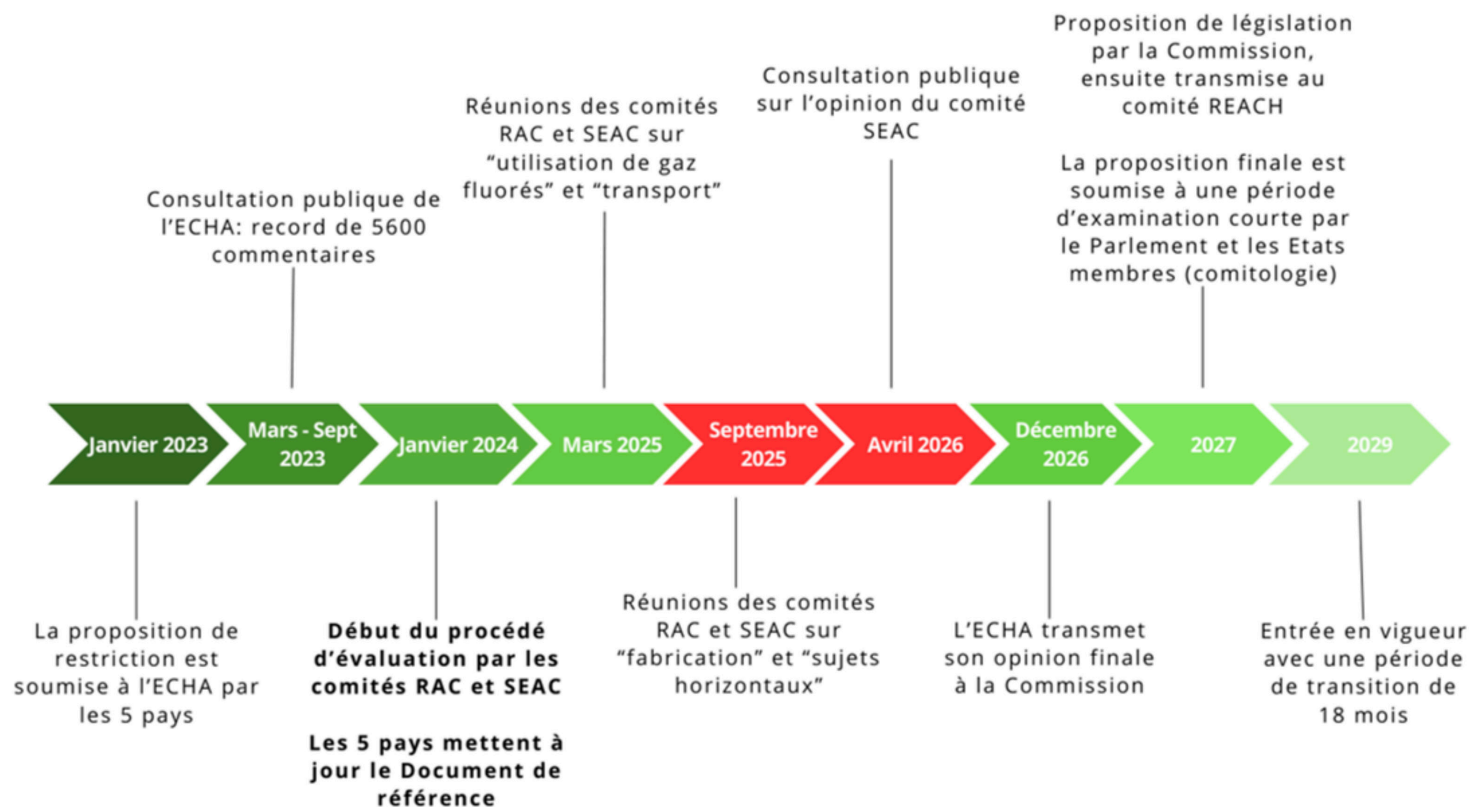 Proposition de législation
par la Commission,
ensuite transmise au
comité REACH
La proposition finale est
soumise à une période
d'examination courte par
le Parlement et les Etats
membres (comitologie)
Consultation publique
sur l'opinion du comité
SEAC
Réunions des comités
RAC et SEAC sur
“utilisation de gaz
fluorés” et “transport”
Consultation publique de
l'ECHA: record de 5600
commentaires
Janvier 2023
Mars - Sept
2023
Janvier 2024
Mars 2025
Septembre
2025
Avril 2026
Décembre
2026
2027
2029
La proposition de
restriction est
soumise à l'ECHA par
les 5 pays
Début du procédé
d'évaluation par les
comités RAC et SEAC
Les 5 pays mettent à
jour le Document de
référence
Réunions des comités
RAC et SEAC sur
“fabrication” et “sujets
horizontaux”
L'ECHA transmet
son opinion finale
à la Commission
Entrée en vigueur
avec une période
de transition de
18 mois